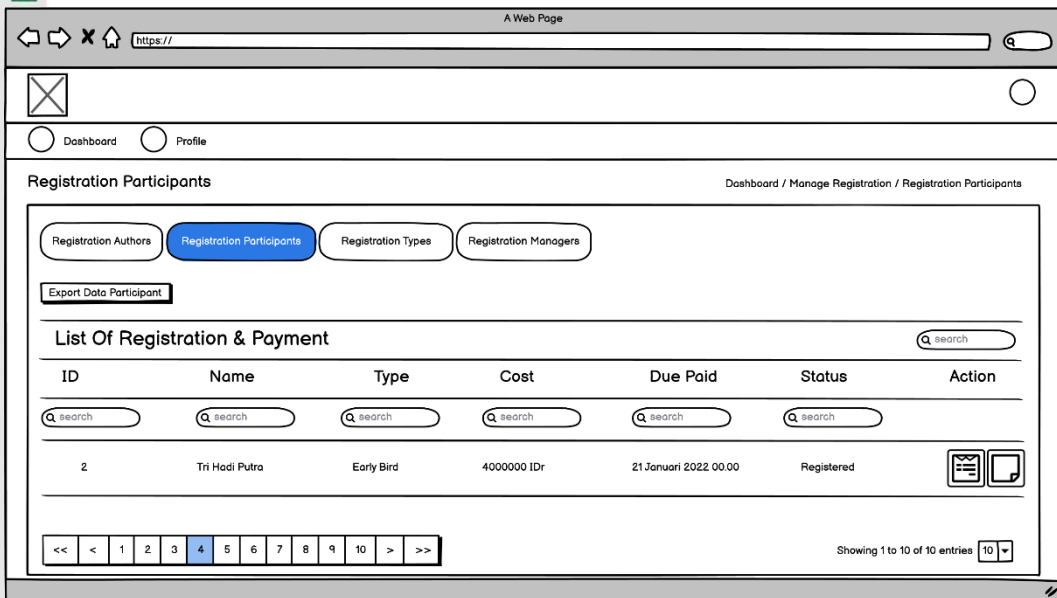 A Web Page
https://
Dashboard Profile
Registration Participants Dashboard / Manage Registration / Registration Participants
Registration Authors Registration Participants Registration Types Registration Managers
Export Data Participant
List Of Registration & Payment search
ID Name Type Cost Due Paid Status Action
search search search search search search
2 Tri Hadi Putra Early Bird 4000000 IDr 21 Januari 2022 00.00 Registered
<< < 1 2 3 4 5 6 7 8 9 10 > >> Showing 1 to 10 of 10 entries 10